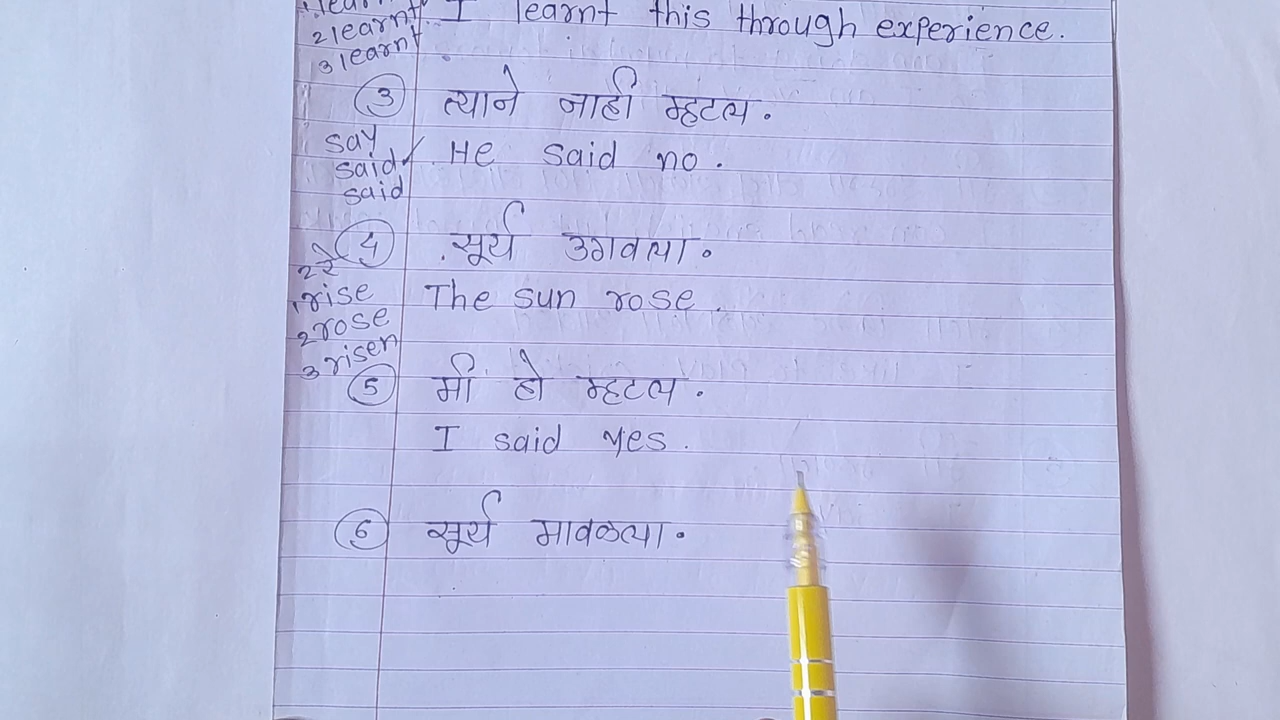 2 learnt I learnt this through experience.
3 learnt
3 त्याने नाही म्हटल.
say
said He said no.
said
4 सूर्य उगवला.
2 रे
1 rise The sun rose.
2 rose
3 risen
5 मी हो म्हटल.
I said yes.
6 सूर्य मावळला.